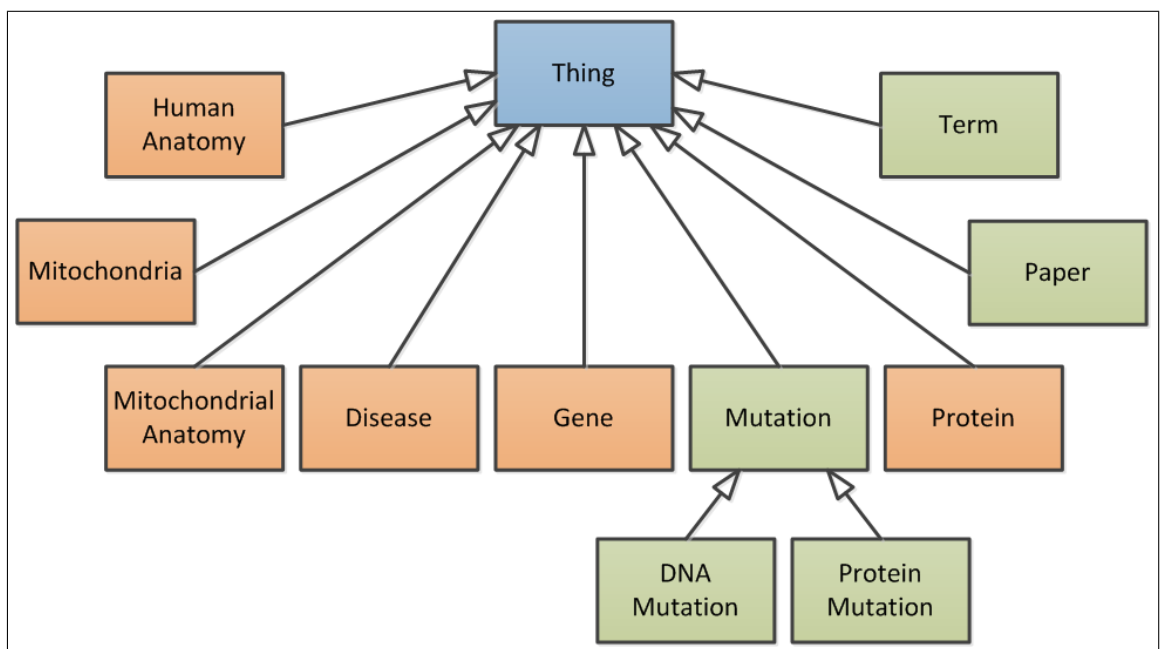 Thing
Human
Anatomy
Term
Mitochondria
Paper
Mitochondrial
Anatomy
Disease
Gene
Mutation
Protein
DNA
Mutation
Protein
Mutation